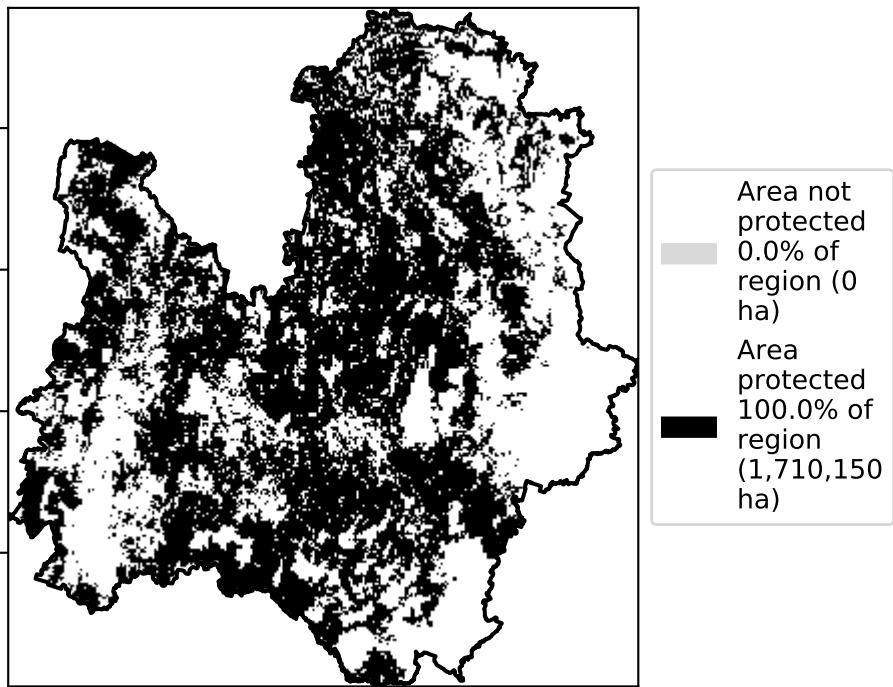 Area not
protected
0.0% of
region (0
ha)
Area
protected
100.0% of
region
(1,710,150
ha)